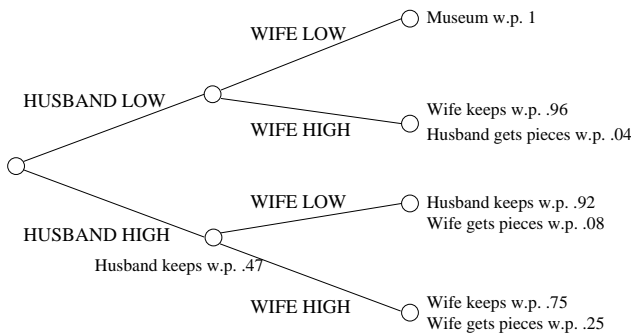 WIFE LOW
Museum w.p. 1
HUSBAND LOW
WIFE HIGH
Wife keeps w.p. .96
Husband gets pieces w.p. .04
WIFE LOW
Husband keeps w.p. .92
Wife gets pieces w.p. .08
HUSBAND HIGH
Husband keeps w.p. .47
WIFE HIGH
Wife keeps w.p. .75
Wife gets pieces w.p. .25